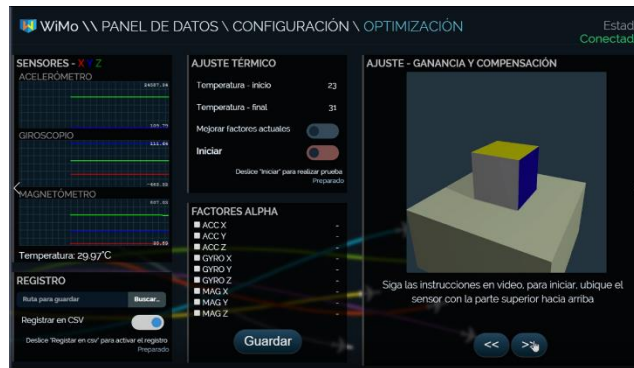 WiMo \\ PANEL DE DATOS \ CONFIGURACIÓN \ OPTIMIZACIÓN
Estad
Conectad
SENSORES - X Y Z
ACELERÓMETRO
GIROSCOPIO
MAGNETÓMETRO
Temperatura: 29.97°C
REGISTRO
Ruta para guardar
Buscar..
Registrar en CSV
Deslice "Registar en csv" para activar el registro
Preparado
AJUSTE TÉRMICO
Temperatura - inicio 23
Temperatura - final 31
Mejorar factores actuales
Iniciar
Deslice "Iniciar" para realizar prueba
Preparado
FACTORES ALPHA
ACC X -
ACC Y -
ACC Z -
GYRO X -
GYRO Y -
GYRO Z -
MAG X -
MAG Y -
MAG Z -
Guardar
AJUSTE - GANANCIA Y COMPENSACIÓN
Siga las instrucciones en video, para iniciar, ubique el
sensor con la parte superior hacia arriba
<< >>